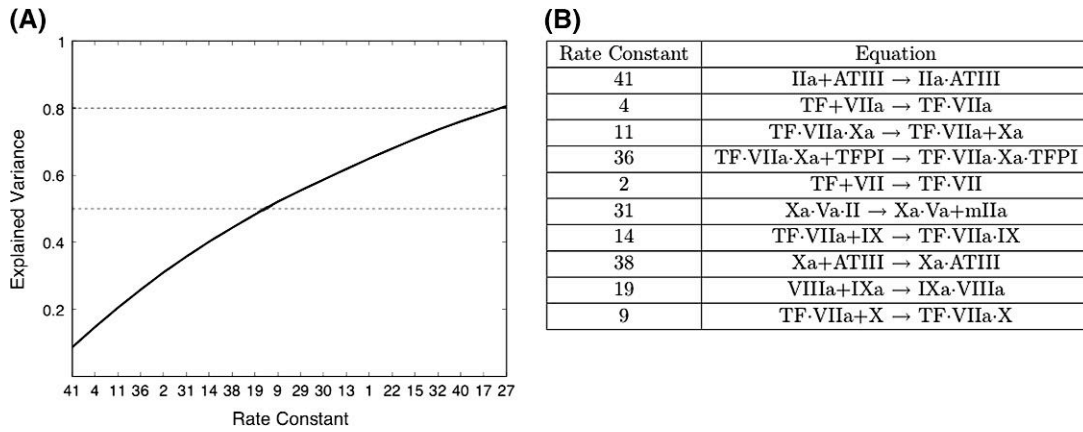 (A)
1
0.8
0.6
0.4
0.2
Explained Variance
41 4 11 36 2 31 14 38 19 9 29 30 13 1 22 15 32 40 17 27
Rate Constant
(B)
Rate Constant Equation
41 IIa+ATIII → IIa·ATIII
4 TF+VIIa → TF·VIIa
11 TF·VIIa·Xa → TF·VIIa+Xa
36 TF·VIIa·Xa+TFPI → TF·VIIa·Xa·TFPI
2 TF+VII → TF·VII
31 Xa·Va·II → Xa·Va+mIIa
14 TF·VIIa+IX → TF·VIIa·IX
38 Xa+ATIII → Xa·ATIII
19 VIIIa+IXa → IXa·VIIIa
9 TF·VIIa+X → TF·VIIa·X